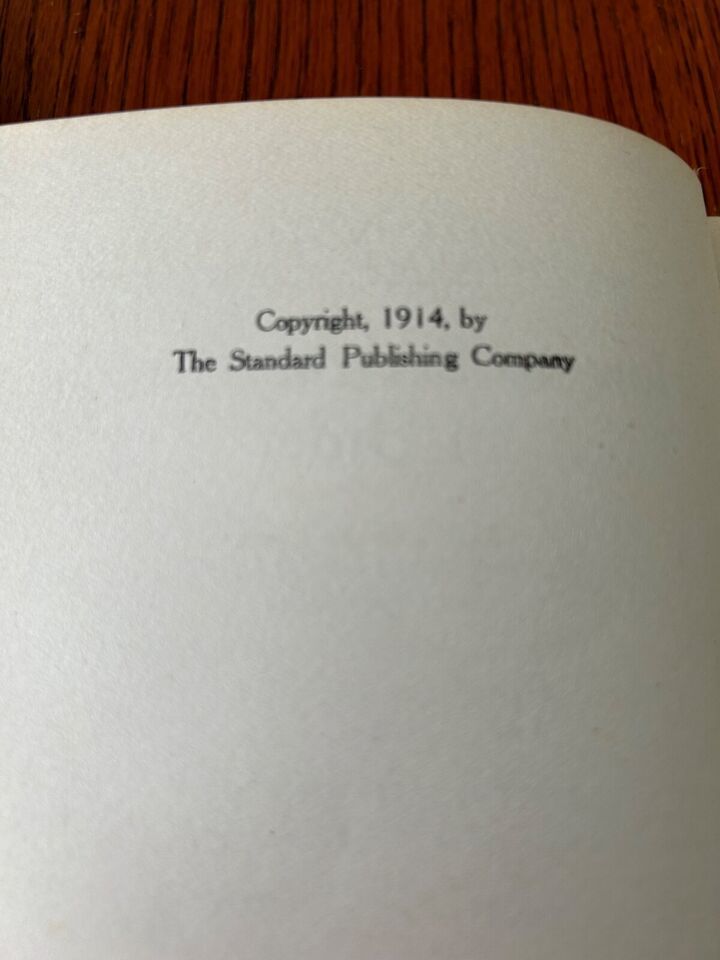 Copyright, 1914, by
The Standard Publishing Company